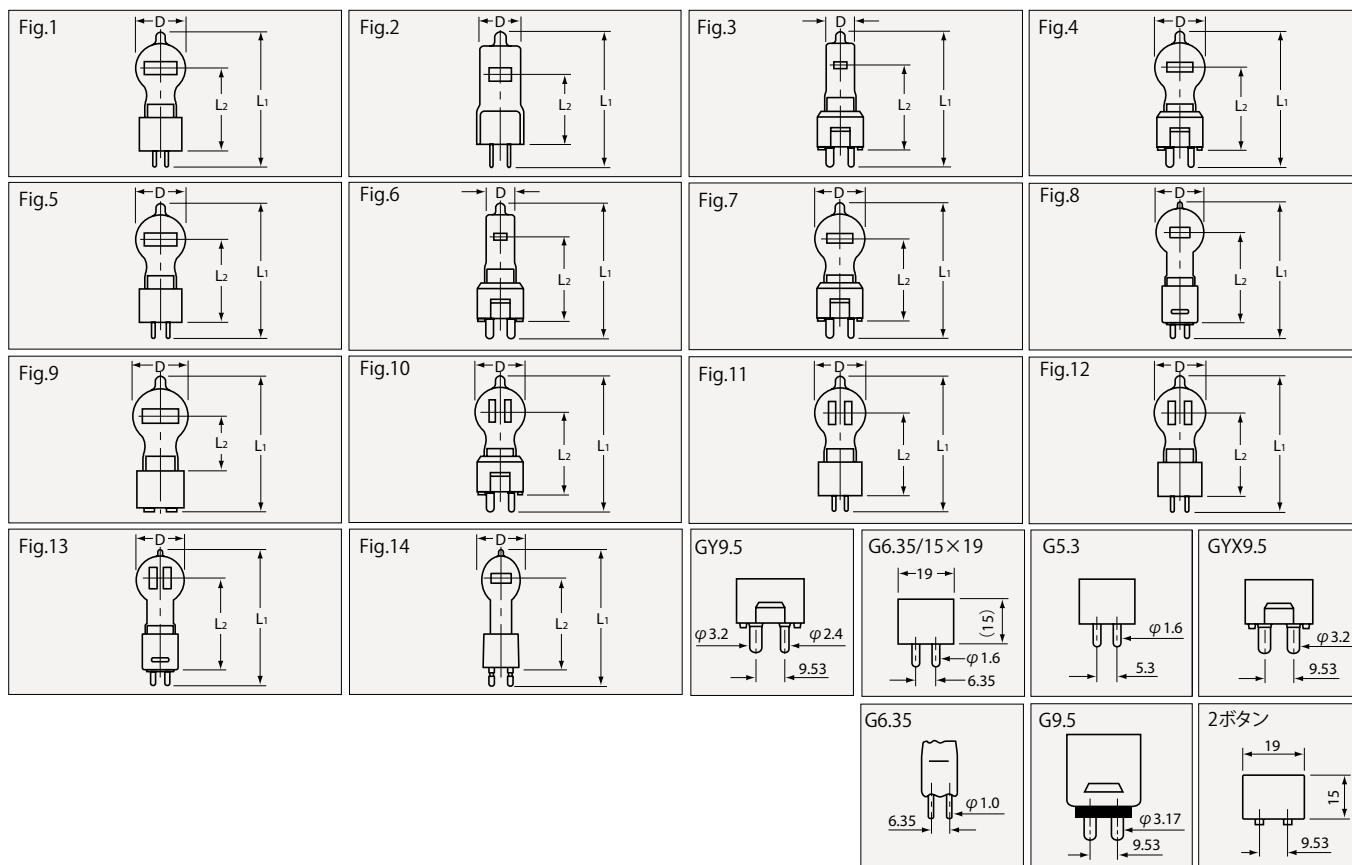 Fig.1
D
L2
L1
Fig.2
D
L2
L1
Fig.3
D
L2
L1
Fig.4
D
L2
L1
Fig.5
D
L2
L1
Fig.6
D
L2
L1
Fig.7
D
L2
L1
Fig.8
D
L2
L1
Fig.9
D
L2
L1
Fig.10
D
L2
L1
Fig.11
D
L2
L1
Fig.12
D
L2
L1
Fig.13
D
L2
L1
Fig.14
D
L2
L1
GY9.5
φ3.2
φ2.4
9.53
G6.35/15×19
19
(15)
φ1.6
6.35
G5.3
φ1.6
5.3
GYX9.5
φ3.2
9.53
G6.35
φ1.0
6.35
G9.5
φ3.17
9.53
2ボタン
19
15
9.53